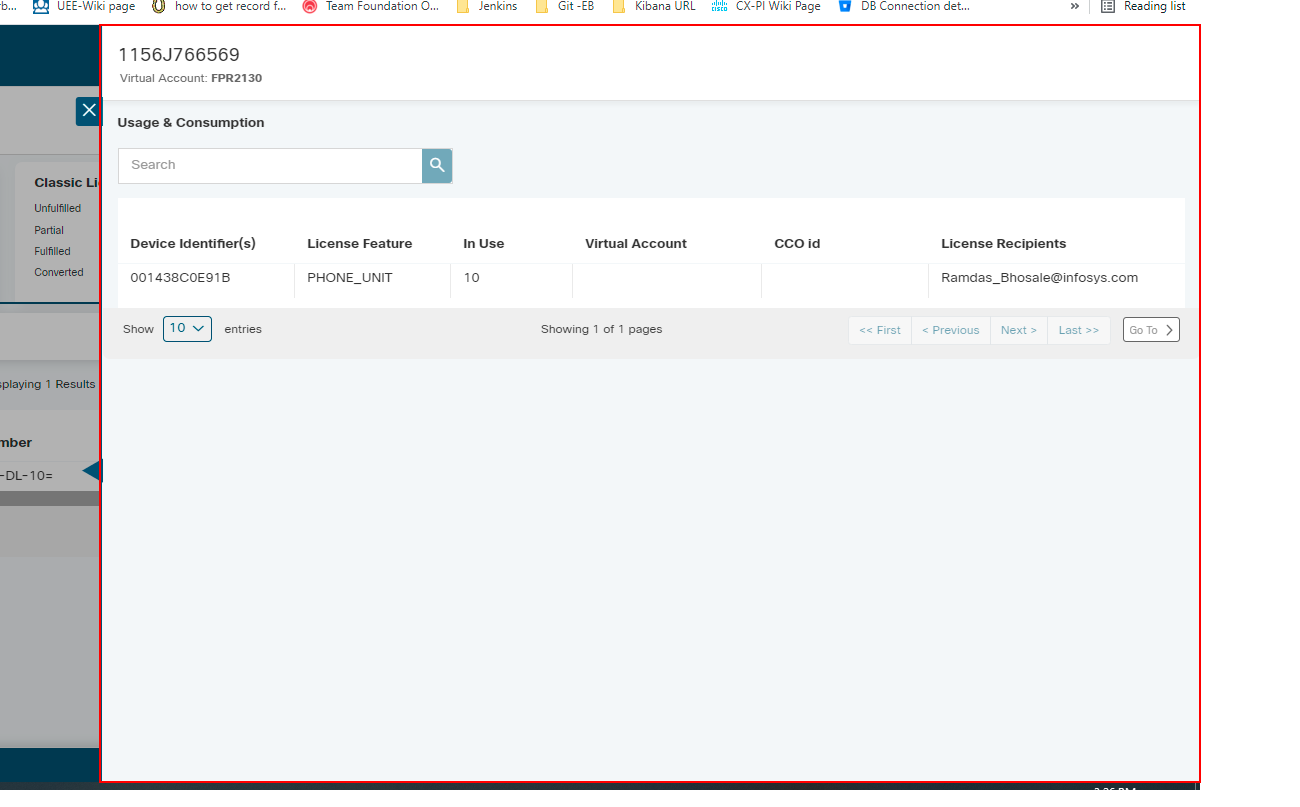 b... UEE-Wiki page how to get record f... Team Foundation O... Jenkins Git -EB Kibana URL CX-PI Wiki Page DB Connection det... » Reading list
1156J766569
Virtual Account: FPR2130
Usage & Consumption
Search
Classic Li
Unfulfilled
Partial
Fulfilled
Converted
Device Identifier(s) License Feature In Use Virtual Account CCO id License Recipients
001438C0E91B PHONE_UNIT 10 Ramdas_Bhosale@infosys.com
Show 10 entries Showing 1 of 1 pages << First < Previous Next > Last >> Go To
splaying 1 Results
mber
-DL-10=